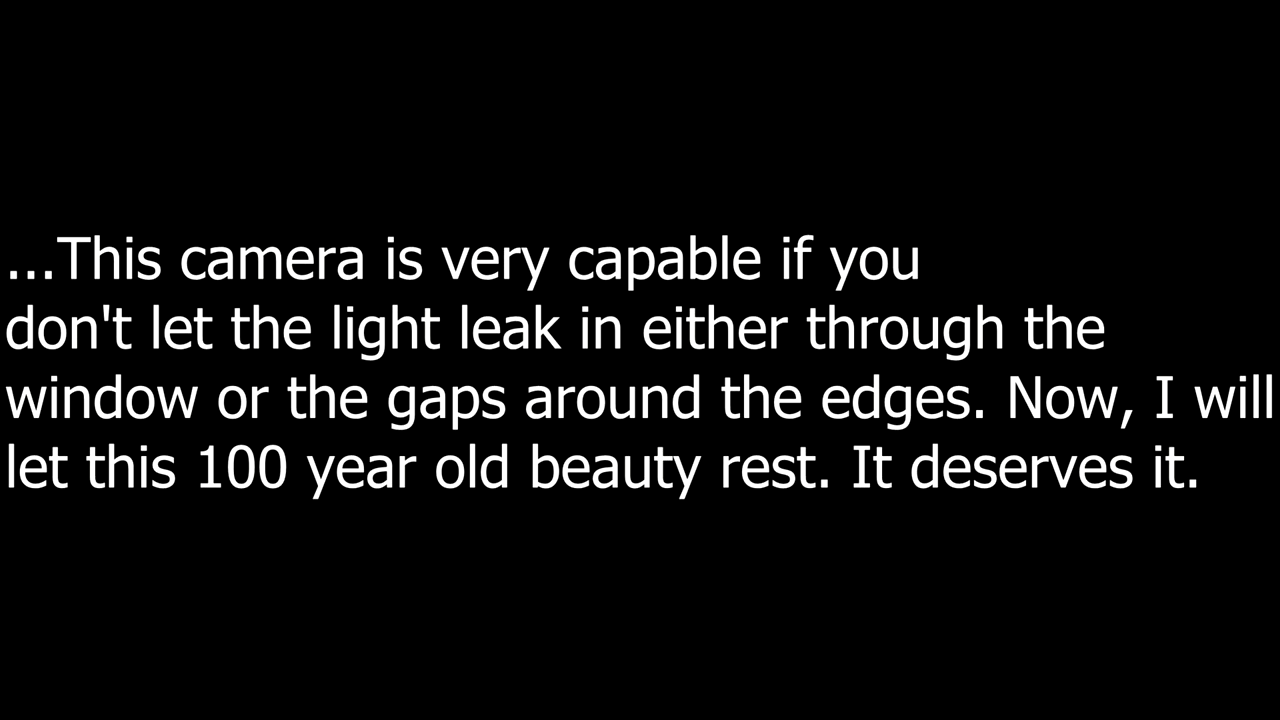 ...This camera is very capable if you
don't let the light leak in either through the
window or the gaps around the edges. Now, I will
let this 100 year old beauty rest. It deserves it.